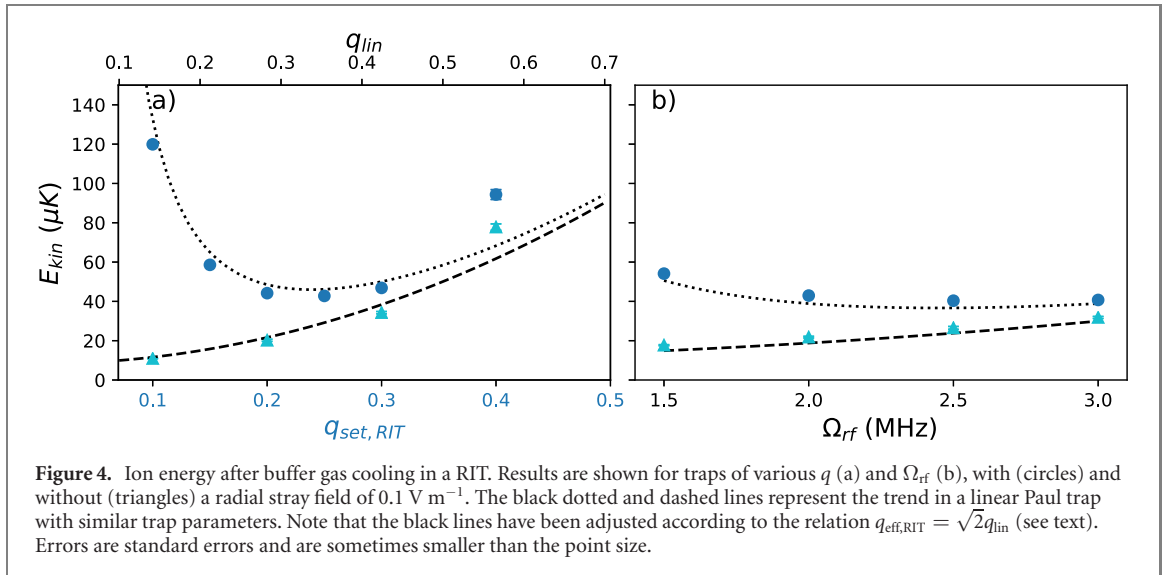 q_lin
0.1 0.2 0.3 0.4 0.5 0.6 0.7
a) b)
140
120
100
80
60
40
20
0
E_kin (μK)
0.1 0.2 0.3 0.4 0.5 1.5 2.0 2.5 3.0
q_set,RIT Ω_rf (MHz)
Figure 4. Ion energy after buffer gas cooling in a RIT. Results are shown for traps of various q (a) and Ω_rf (b), with (circles) and
without (triangles) a radial stray field of 0.1 V m⁻¹. The black dotted and dashed lines represent the trend in a linear Paul trap
with similar trap parameters. Note that the black lines have been adjusted according to the relation q_eff,RIT = √2q_lin (see text).
Errors are standard errors and are sometimes smaller than the point size.